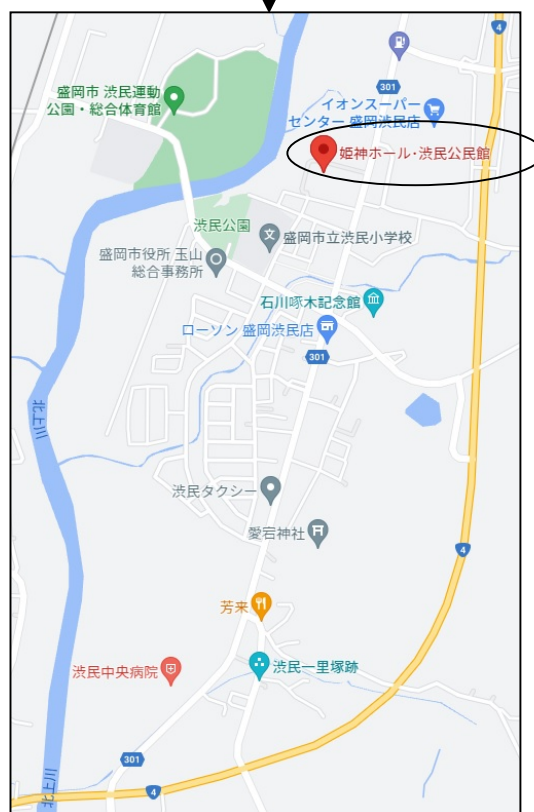 4
301
盛岡市 渋民運動
公園・総合体育館
イオンスーパー
センター 盛岡渋民店
姫神ホール・渋民公民館
渋民公園
文
盛岡市立渋民小学校
盛岡市役所 玉山
総合事務所
石川啄木記念館
ローソン 盛岡渋民店
301
北上川
渋民タクシー
愛宕神社
4
芳来
渋民一里塚跡
渋民中央病院
301
北上川
4